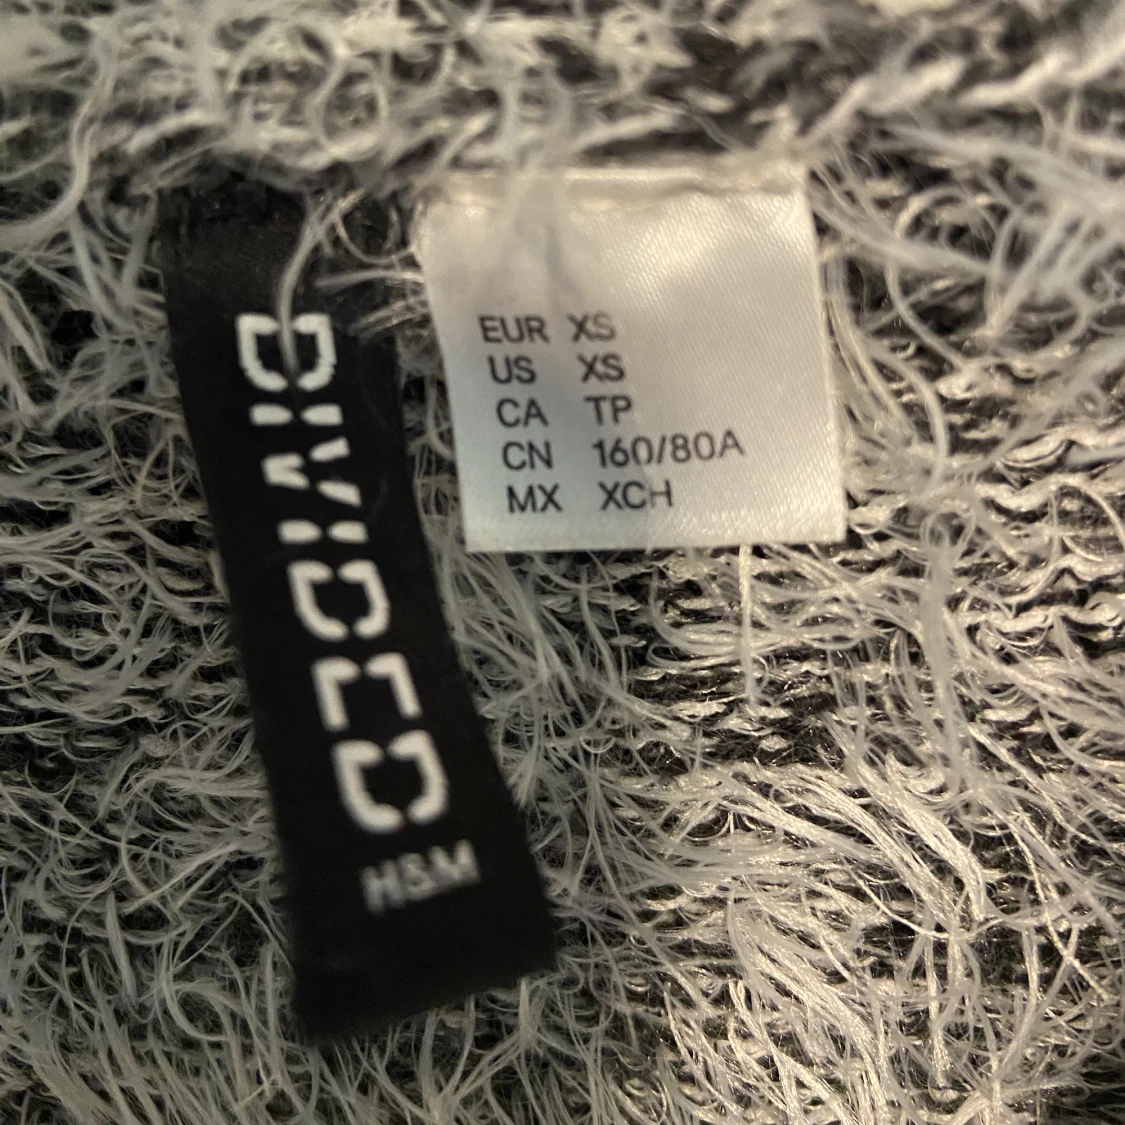 DIVIDED
H&M
EUR XS
US XS
CA TP
CN 160/80A
MX XCH